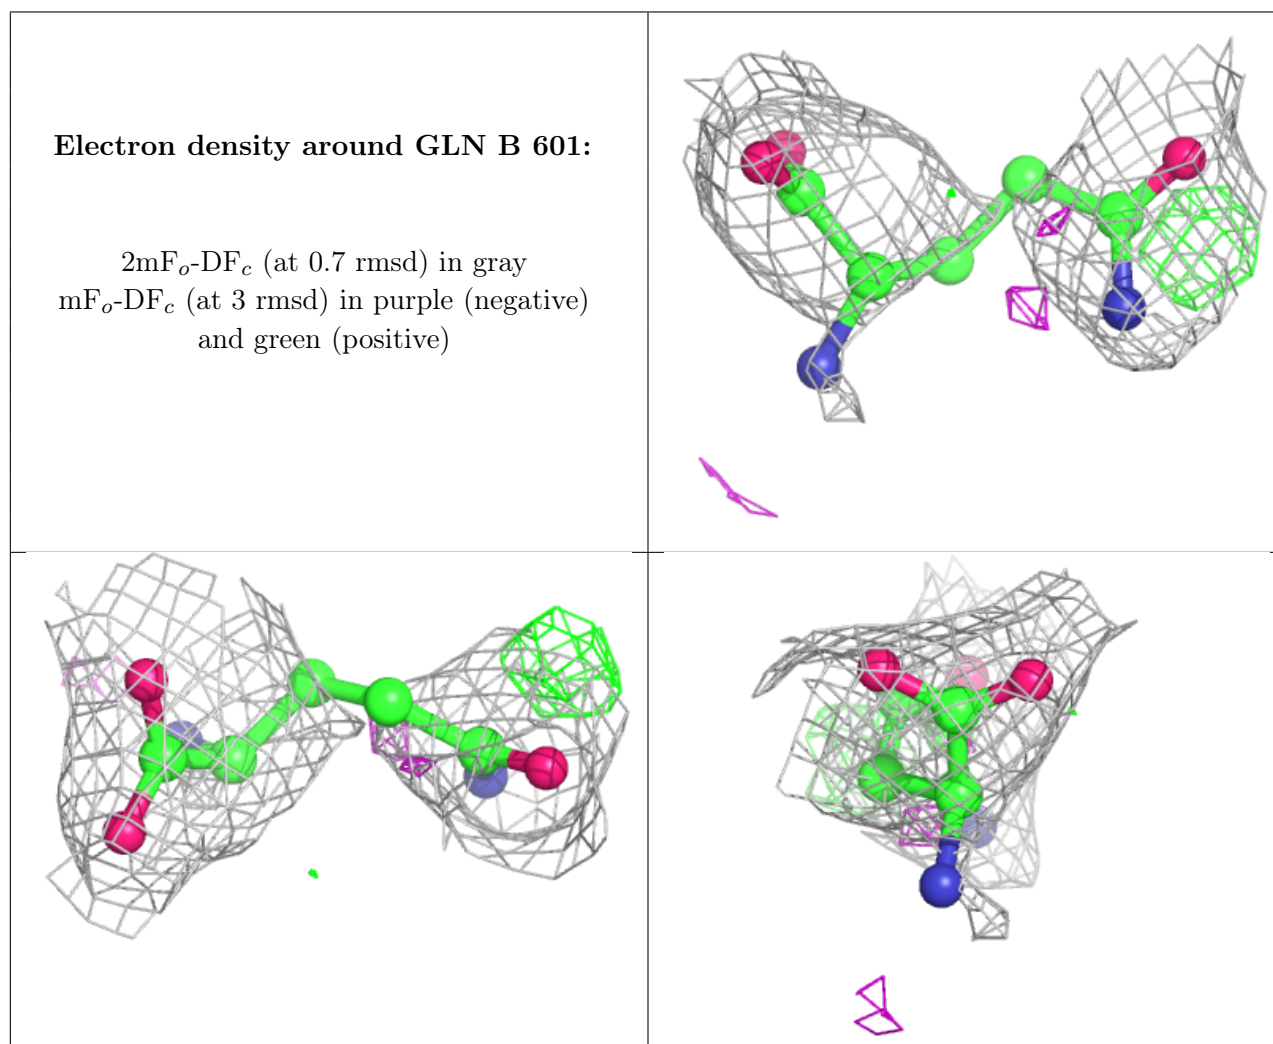 Electron density around GLN B 601:
2mFo-DFc (at 0.7 rmsd) in gray
mFo-DFc (at 3 rmsd) in purple (negative)
and green (positive)